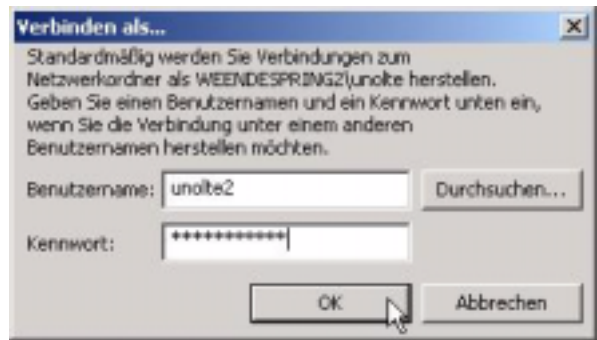 Verbinden als...
Standardmäßig werden Sie Verbindungen zum
Netzwerkordner als WEENDESPRING2\unolte herstellen.
Geben Sie einen Benutzernamen und ein Kennwort unten ein,
wenn Sie die Verbindung unter einem anderen
Benutzernamen herstellen möchten.
Benutzername: unolte2 Durchsuchen...
Kennwort: ***********
OK Abbrechen